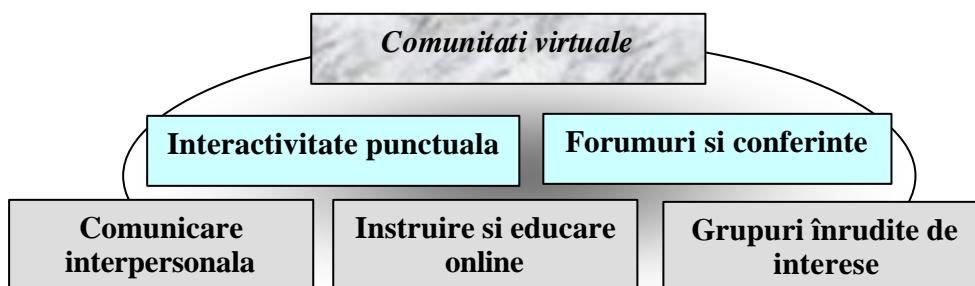 Comunitati virtuale
Interactivitate punctuala
Forumuri si conferinte
Comunicare
interpersonala
Instruire si educare
online
Grupuri înrudite de
interese